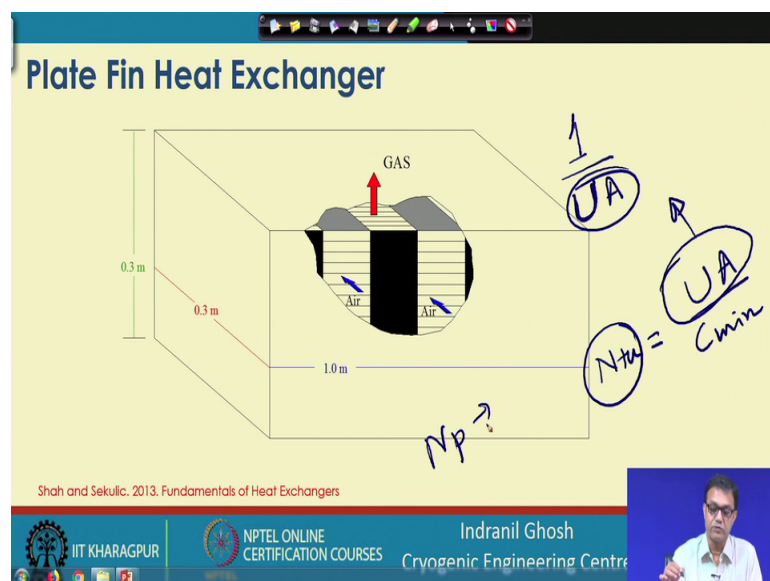 Plate Fin Heat Exchanger
1
UA
GAS
0.3 m
0.3 m
Air
Air
UA
Ntu =
Cmin
1.0 m
Np →
Shah and Sekulic. 2013. Fundamentals of Heat Exchangers
IIT KHARAGPUR
NPTEL ONLINE
CERTIFICATION COURSES
Indranil Ghosh
Cryogenic Engineering Centre